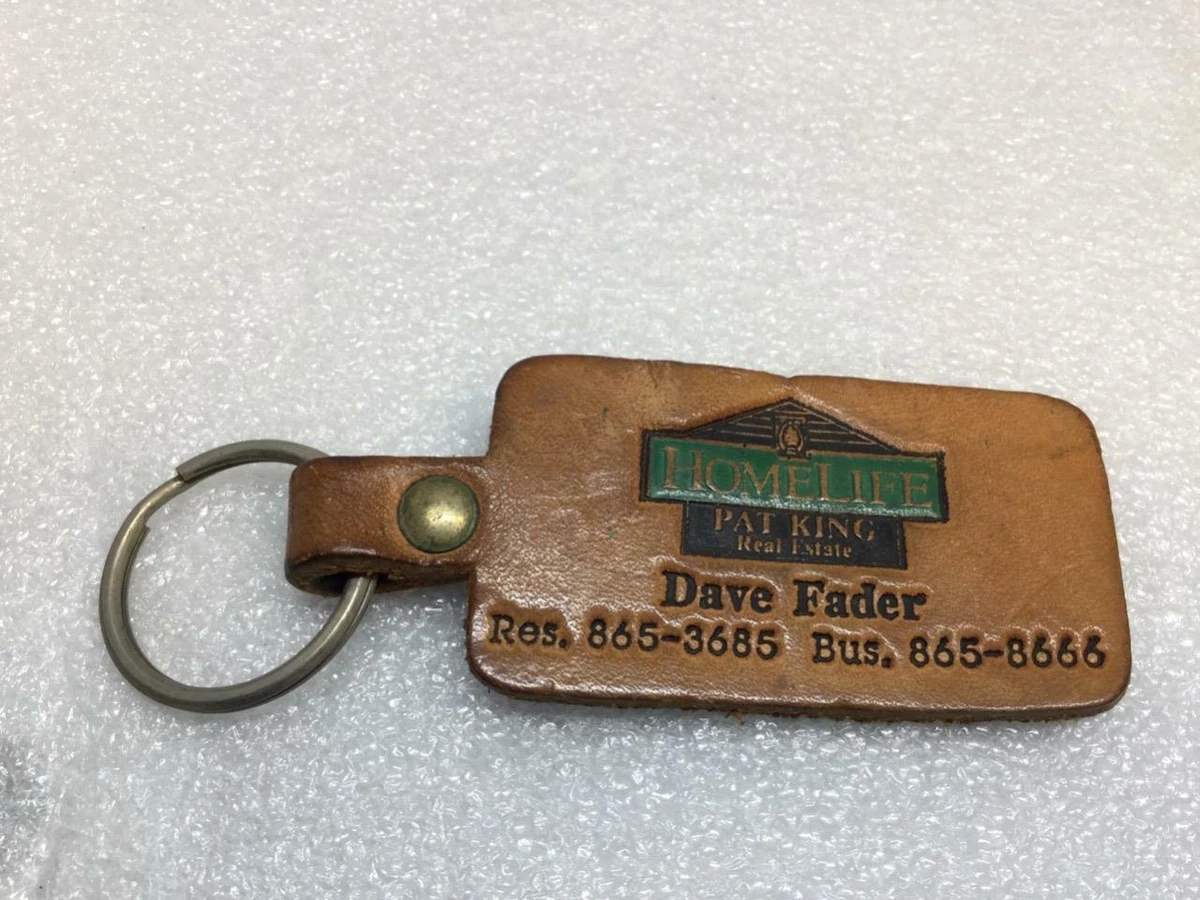 HOMELIFE
PAT KING
Real Estate
Dave Fader
Res. 865-3685 Bus. 865-8666